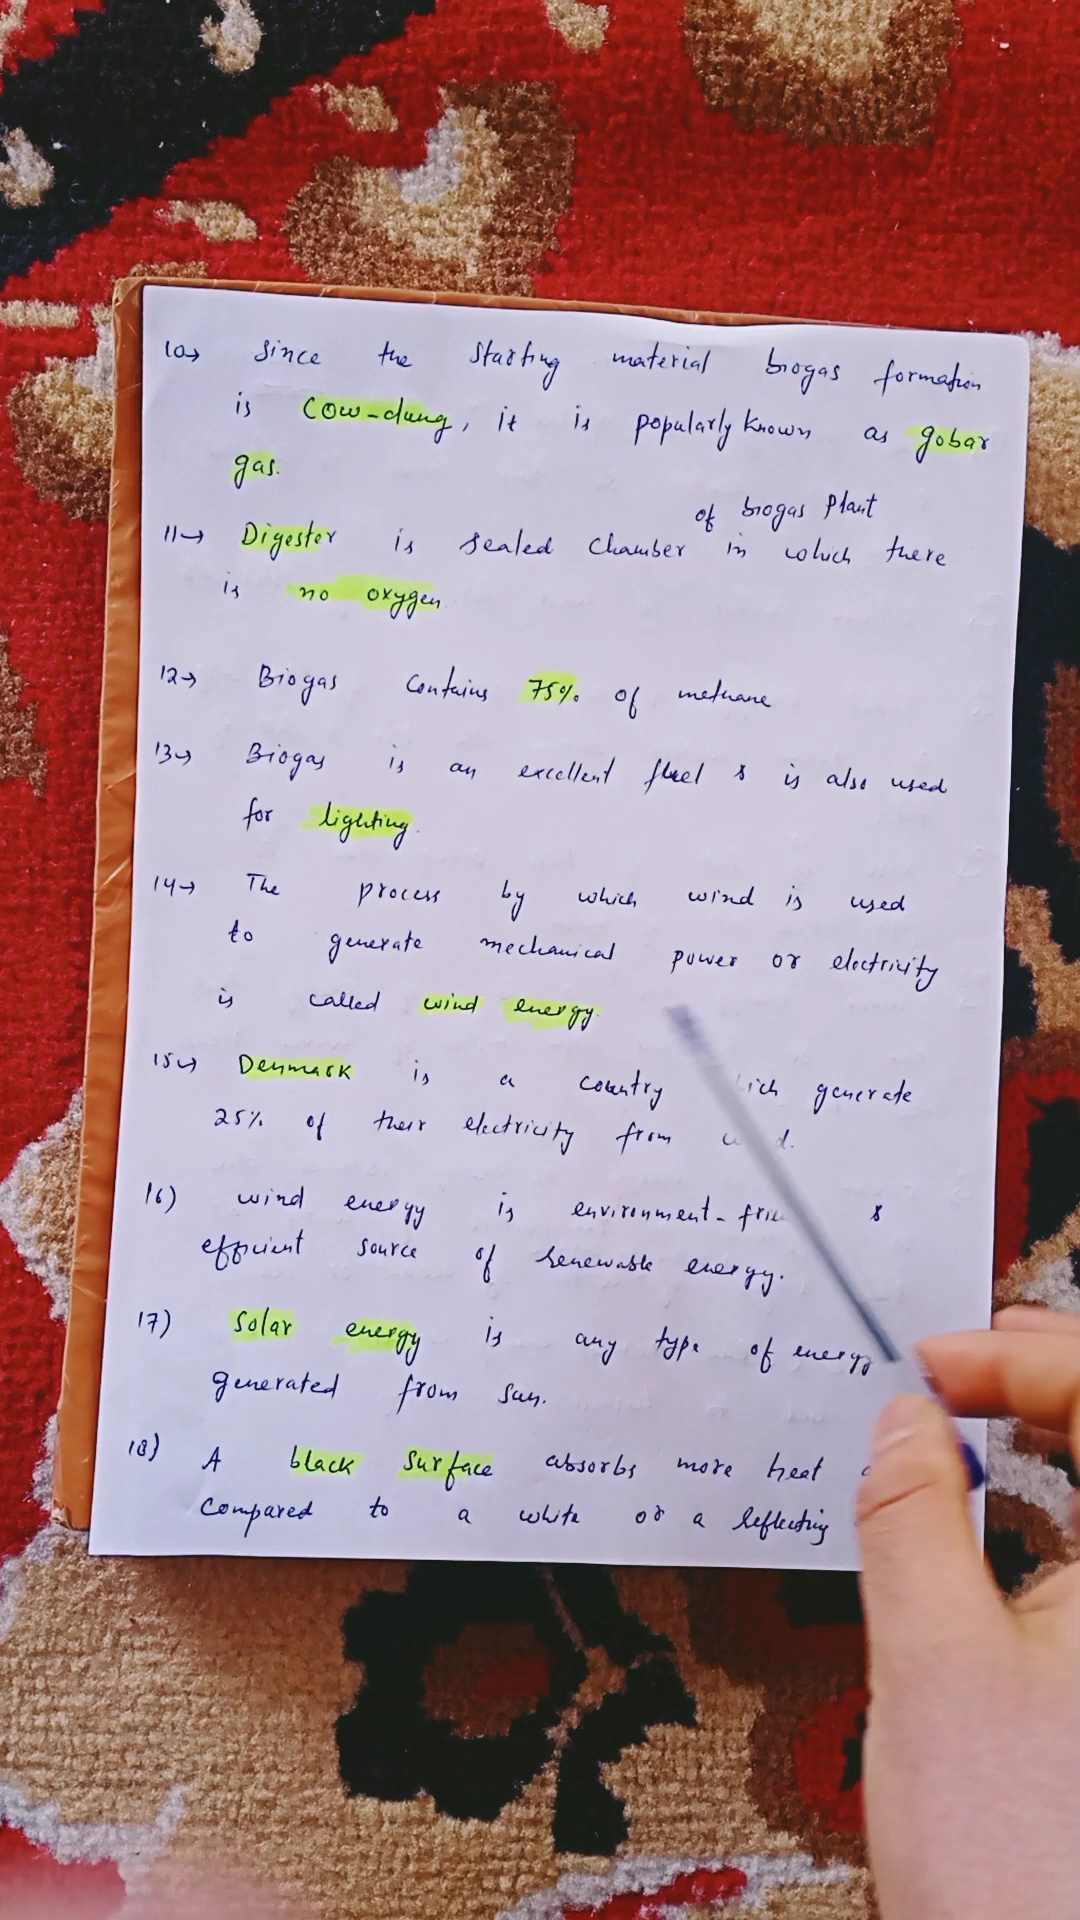 10→ Since the starting material biogas formation
is cow-dung, it is popularly known as gobar
gas.
of biogas plant
11→ Digester is sealed chamber in which there
is no oxygen.
12→ Biogas contains 75% of methane
13→ Biogas is an excellent fuel & is also used
for lighting.
14→ The process by which wind is used
to generate mechanical power or electricity
is called wind energy.
15→ Denmark is a country generate
25% of their electricity from
16) wind energy is environment- &
efficient source of renewable energy.
17) Solar energy is any type of energy
generated from sun.
18) A black surface absorbs more heat
compared to a white or a reflecting